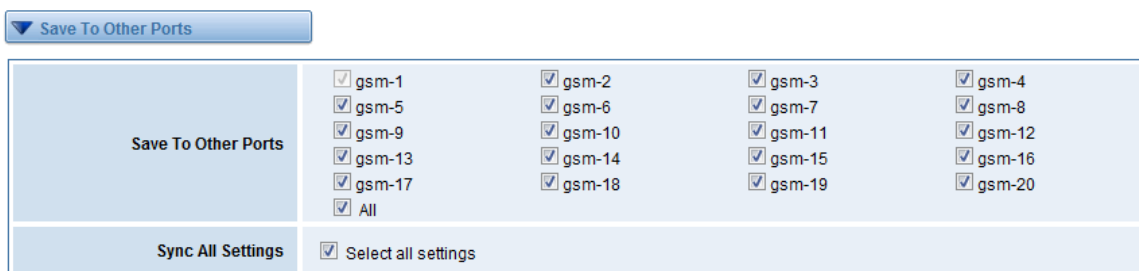 Save To Other Ports
Save To Other Ports
gsm-1 gsm-2 gsm-3 gsm-4
gsm-5 gsm-6 gsm-7 gsm-8
gsm-9 gsm-10 gsm-11 gsm-12
gsm-13 gsm-14 gsm-15 gsm-16
gsm-17 gsm-18 gsm-19 gsm-20
All
Sync All Settings
Select all settings